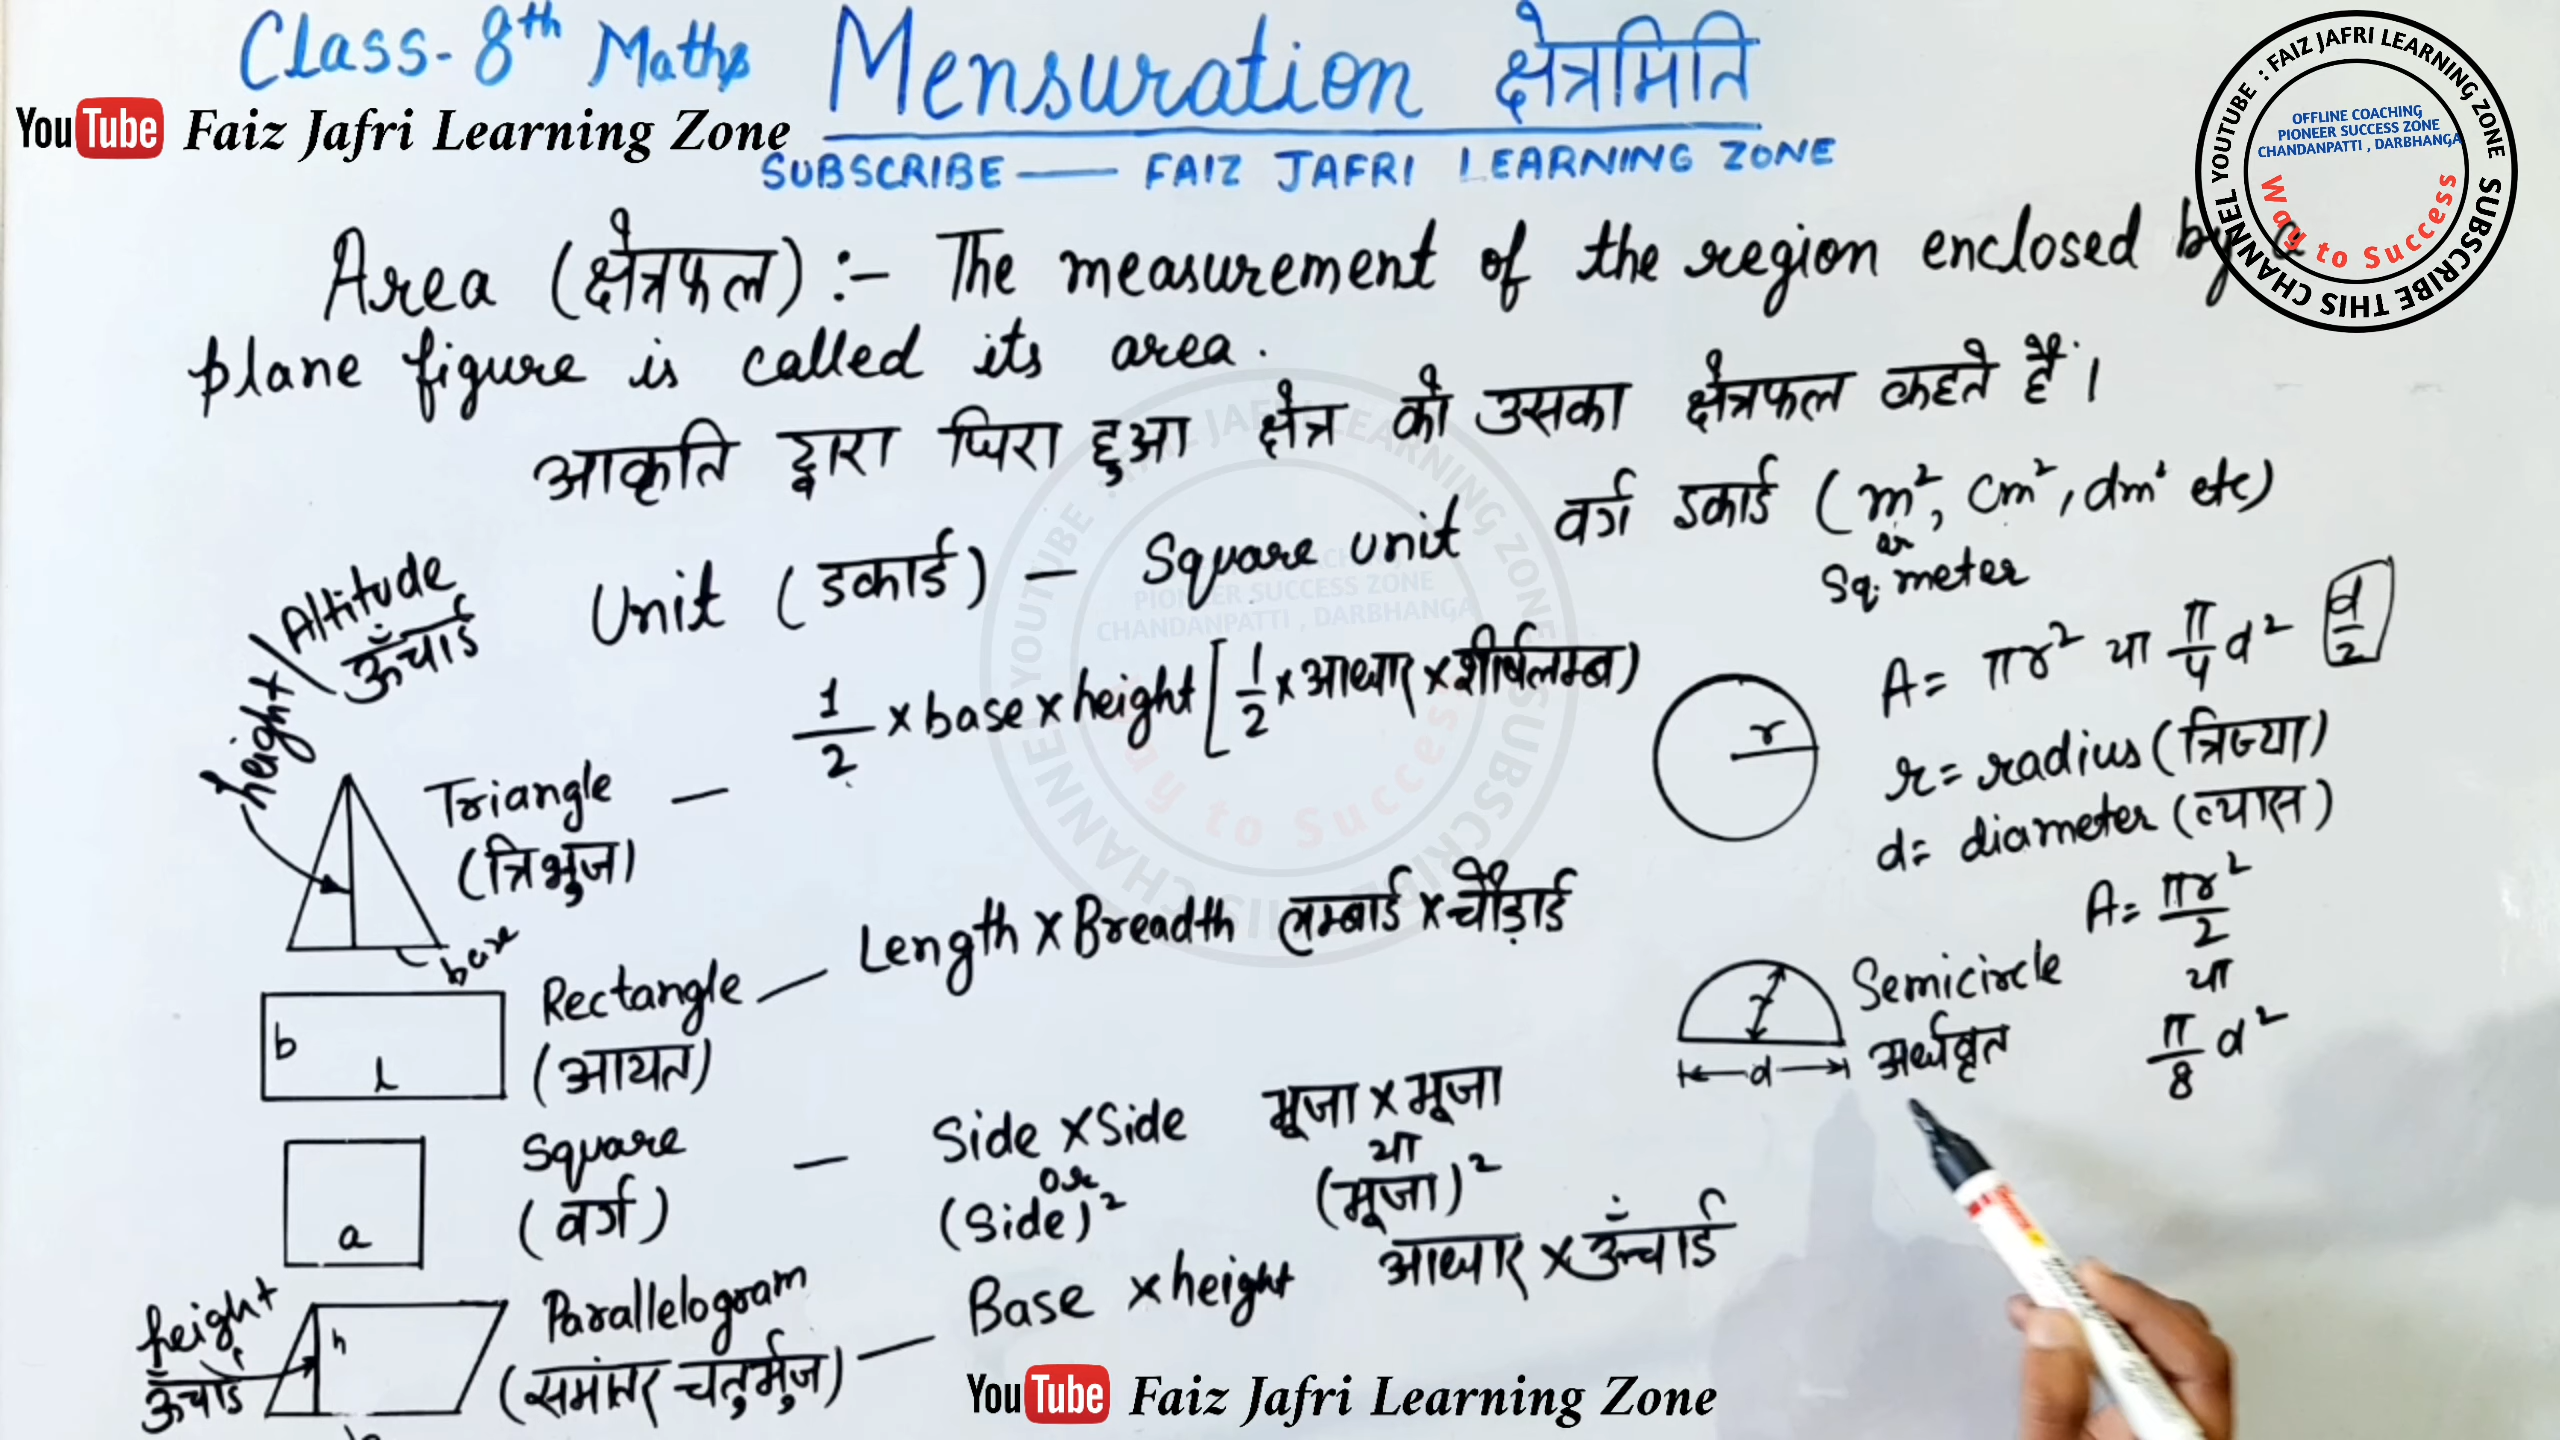 Class-8th Maths Mensuration क्षेत्रमिति
YouTube Faiz Jafri Learning Zone
SUBSCRIBE — FAIZ JAFRI LEARNING ZONE
YOUTUBE : FAIZ JAFRI LEARNING ZONE SUBSCRIBE THIS CHANNEL
OFFLINE COACHING
PIONEER SUCCESS ZONE
CHANDANPATTI , DARBHANGA
Way to Success
Area (क्षेत्रफल) :- The measurement of the region enclosed by a
plane figure is called its area.
आकृति द्वारा घिरा हुआ क्षेत्र को उसका क्षेत्रफल कहते हैं।
Unit (इकाई) - Square unit वर्ग इकाई (m², cm², dm² etc)
or
Sq. meter
height / Altitude
ऊँचाई
Triangle — 1/2 × base × height [1/2 × आधार × शीर्षलम्ब)
(त्रिभुज)
base
b
l
Rectangle — Length × Breadth लम्बाई × चौड़ाई
(आयत)
a
Square — Side × Side भूजा × भूजा
or या
(वर्ग) (Side)² (भूजा)²
height
ऊँचाई
h
Parallelogram — Base × height आधार × ऊँचाई
(समांतर चतुर्भुज)
r
A = πr² या π/4 d² d/2
r = radius (त्रिज्या)
d = diameter (व्यास)
r
d
Semicircle
अर्धवृत
A = πr²/2
या
π/8 d²
YouTube Faiz Jafri Learning Zone